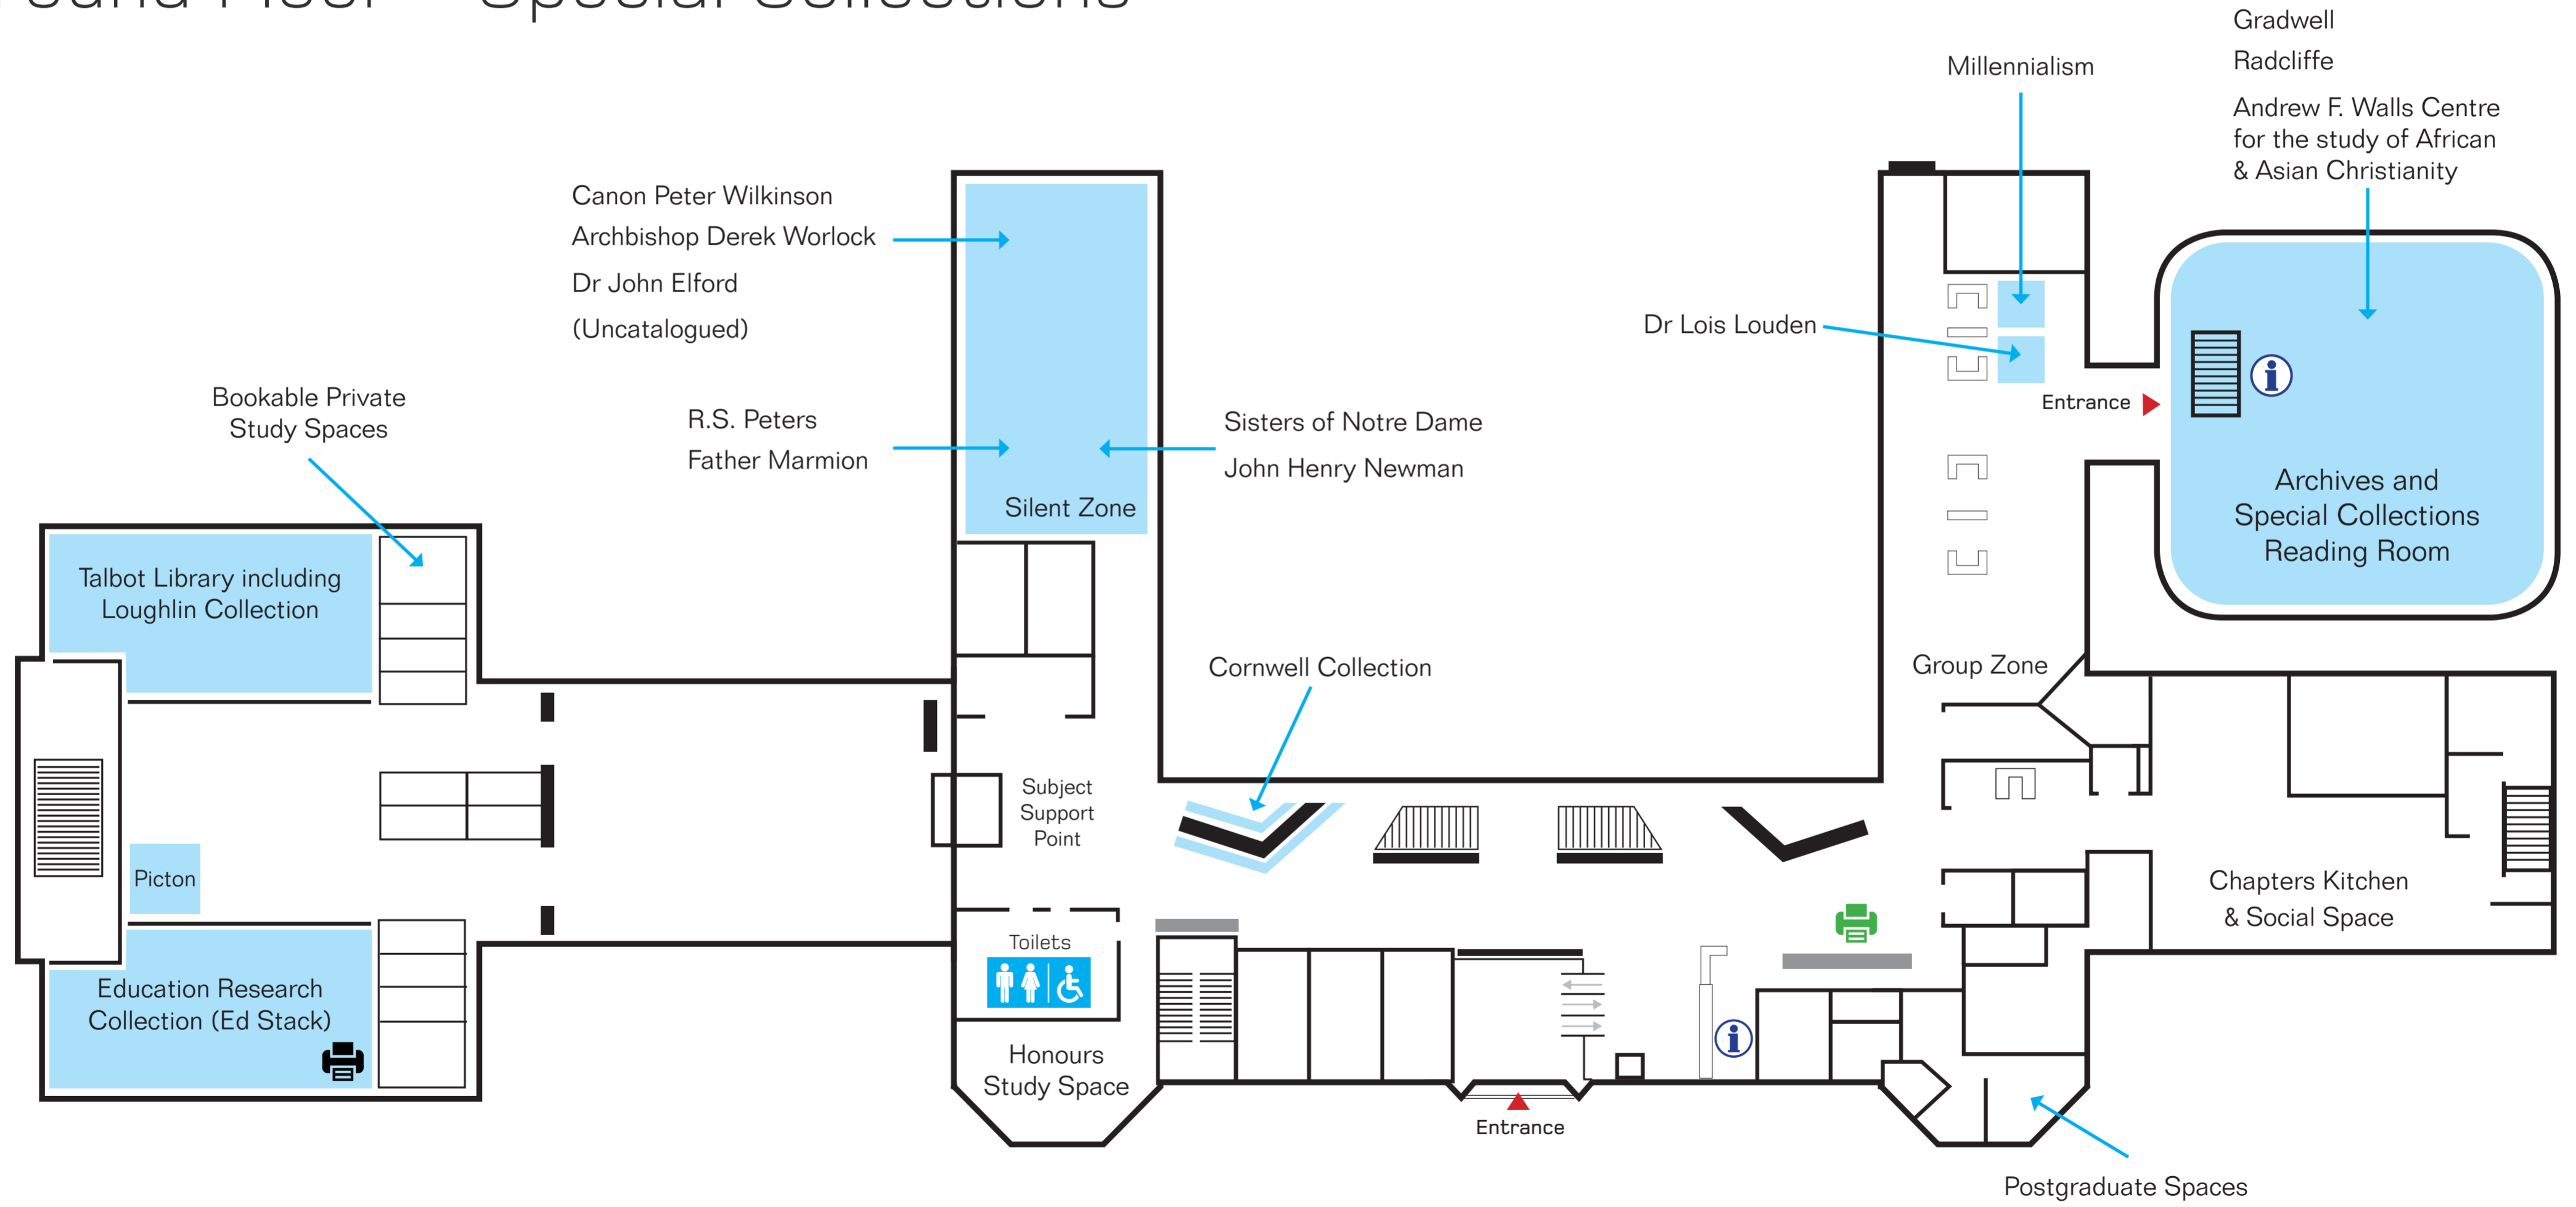 Special Collections
Gradwell
Radcliffe
Andrew F. Walls Centre
for the study of African
& Asian Christianity
Millennialism
Canon Peter Wilkinson
Archbishop Derek Worlock
Dr John Elford
(Uncatalogued)
Dr Lois Louden
Entrance
Bookable Private
Study Spaces
R.S. Peters
Father Marmion
Sisters of Notre Dame
John Henry Newman
Silent Zone
Archives and
Special Collections
Reading Room
Talbot Library including
Loughlin Collection
Cornwell Collection
Group Zone
Subject
Support
Point
Picton
Chapters Kitchen
& Social Space
Toilets
Education Research
Collection (Ed Stack)
Honours
Study Space
Entrance
Postgraduate Spaces